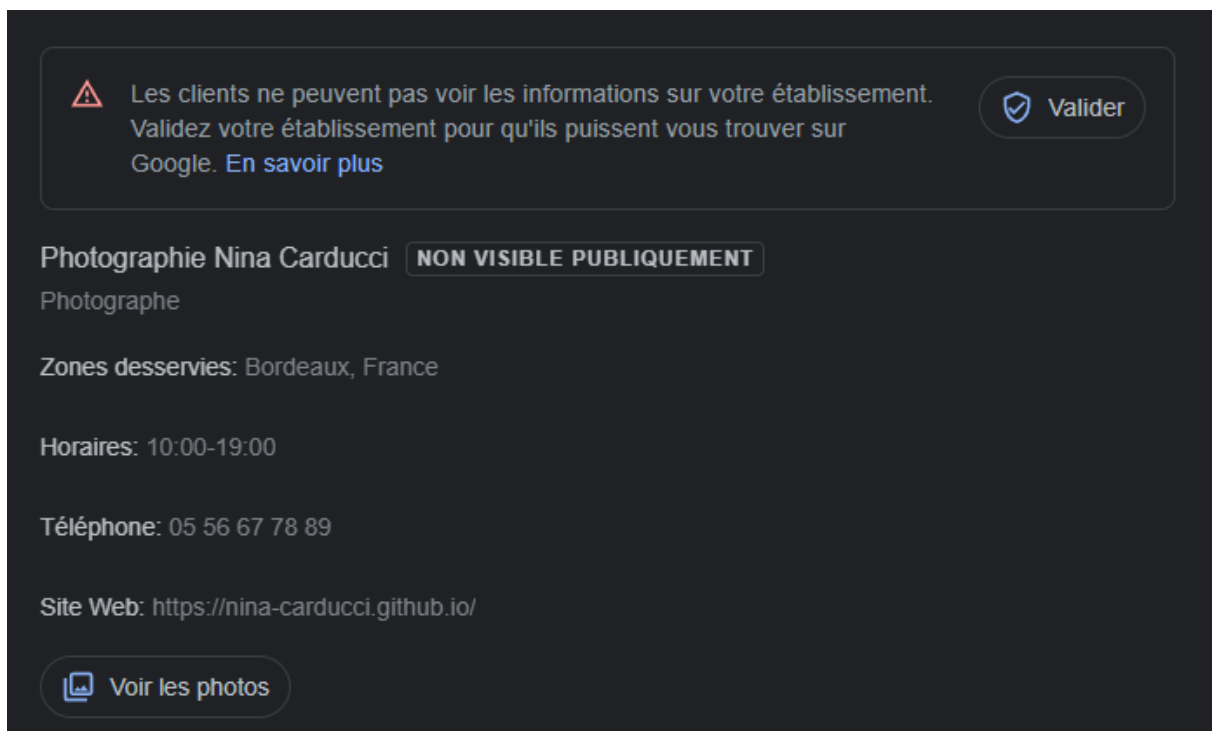 Les clients ne peuvent pas voir les informations sur votre établissement.
Validez votre établissement pour qu'ils puissent vous trouver sur
Google. En savoir plus
Valider
Photographie Nina Carducci NON VISIBLE PUBLIQUEMENT
Photographe
Zones desservies: Bordeaux, France
Horaires: 10:00-19:00
Téléphone: 05 56 67 78 89
Site Web: https://nina-carducci.github.io/
Voir les photos